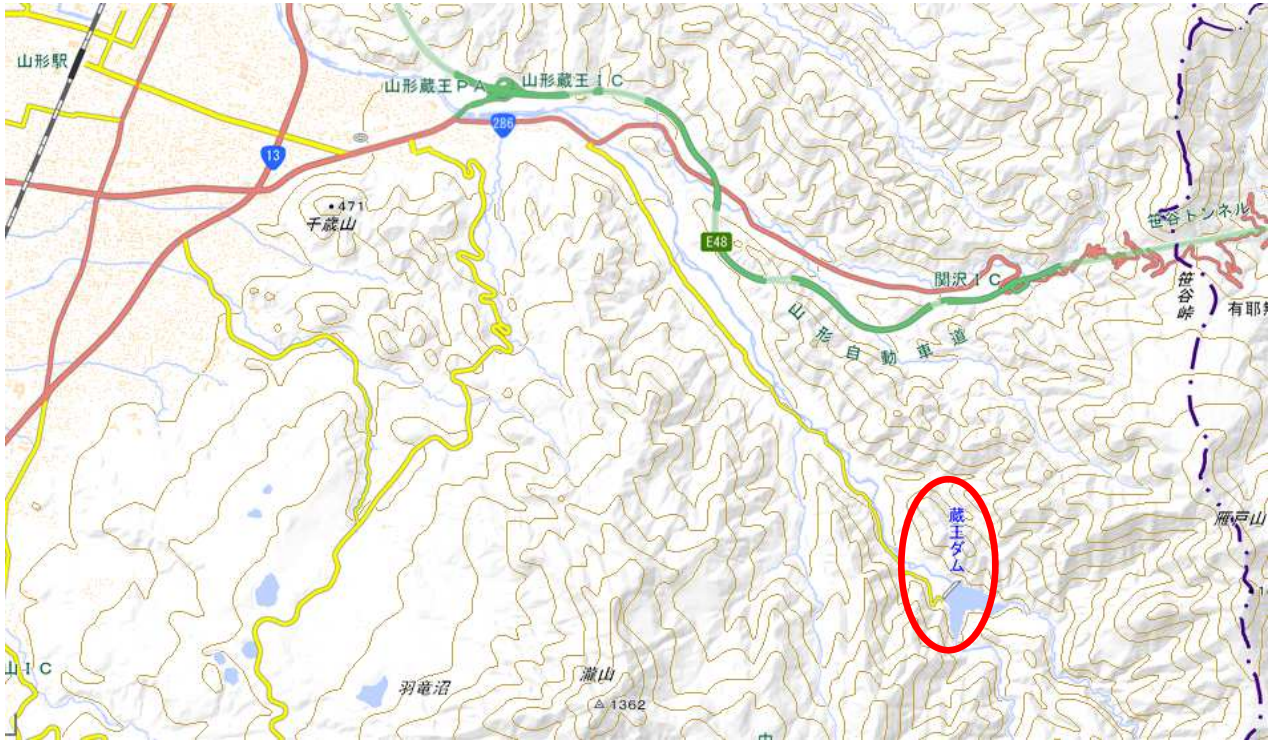 山形駅
山形蔵王PA
山形蔵王IC
286
13
471
千歳山
E48
笹谷トンネル
関沢IC
笹谷峠
有耶無
山形自動車道
蔵王ダム
雁戸山
山IC
羽竜沼
瀧山
1362